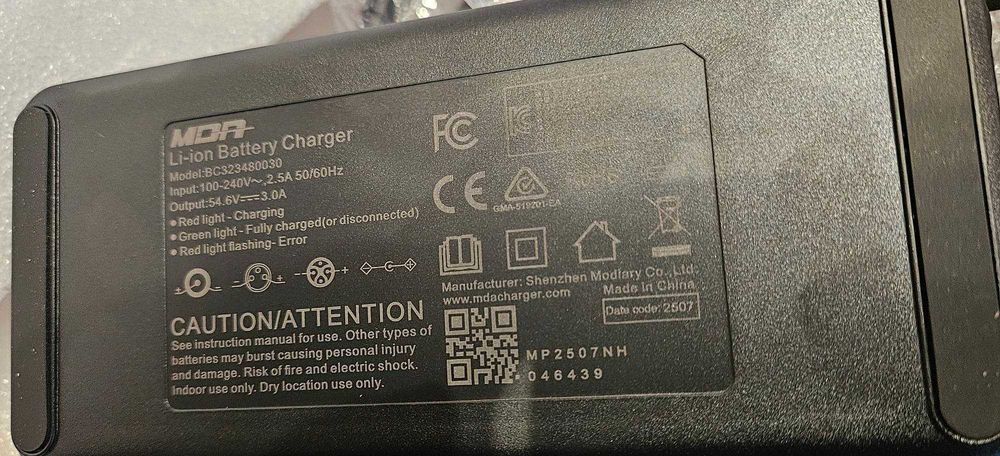 MDA
Li-ion Battery Charger
Model:BC323480030
Input:100-240V~,2.5A 50/60Hz
Output:54.6V⎓3.0A
●Red light - Charging
●Green light - Fully charged(or disconnected)
●Red light flashing- Error
CAUTION/ATTENTION
See instruction manual for use. Other types of
batteries may burst causing personal injury
and damage. Risk of fire and electric shock.
Indoor use only. Dry location use only.
FC
CE
GMA-519201-EA
Manufacturer: Shenzhen Modiary Co., Ltd.
www.mdacharger.com
Made In China
Date code: 2507
MP2507NH
046439